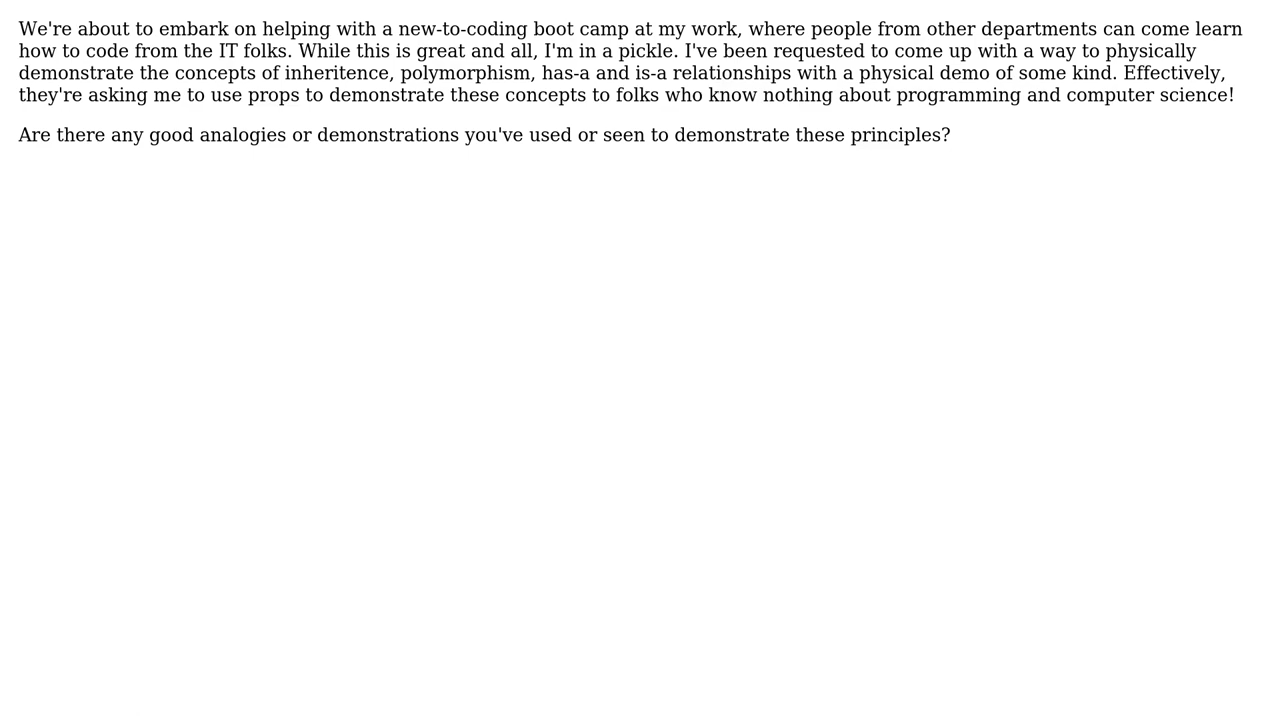 We're about to embark on helping with a new-to-coding boot camp at my work, where people from other departments can come learn
how to code from the IT folks. While this is great and all, I'm in a pickle. I've been requested to come up with a way to physically
demonstrate the concepts of inheritence, polymorphism, has-a and is-a relationships with a physical demo of some kind. Effectively,
they're asking me to use props to demonstrate these concepts to folks who know nothing about programming and computer science!
Are there any good analogies or demonstrations you've used or seen to demonstrate these principles?